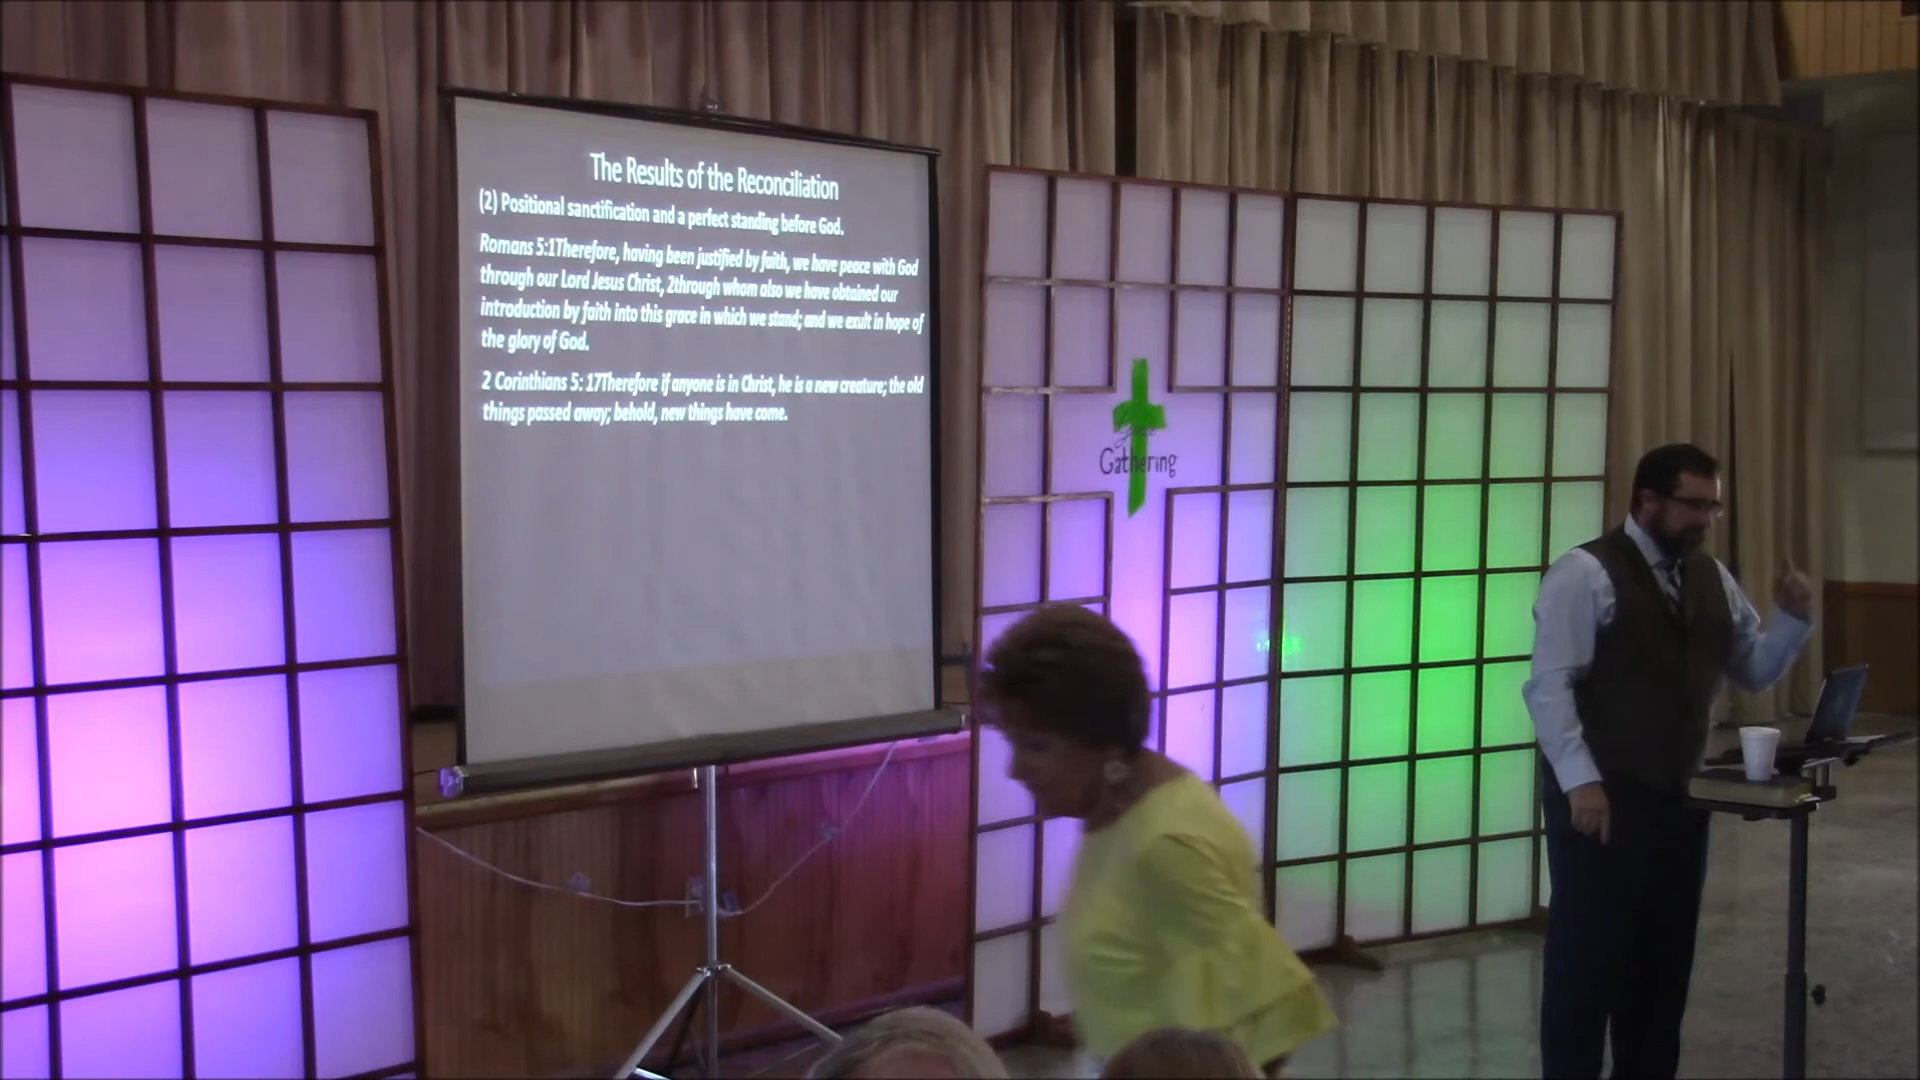 The Results of the Reconciliation
(2) Positional sanctification and a perfect standing before God.
Romans 5:1Therefore, having been justified by faith, we have peace with God
through our Lord Jesus Christ, 2through whom also we have obtained our
introduction by faith into this grace in which we stand; and we exult in hope of
the glory of God.
2 Corinthians 5: 17Therefore if anyone is in Christ, he is a new creature; the old
things passed away; behold, new things have come.
Gathering